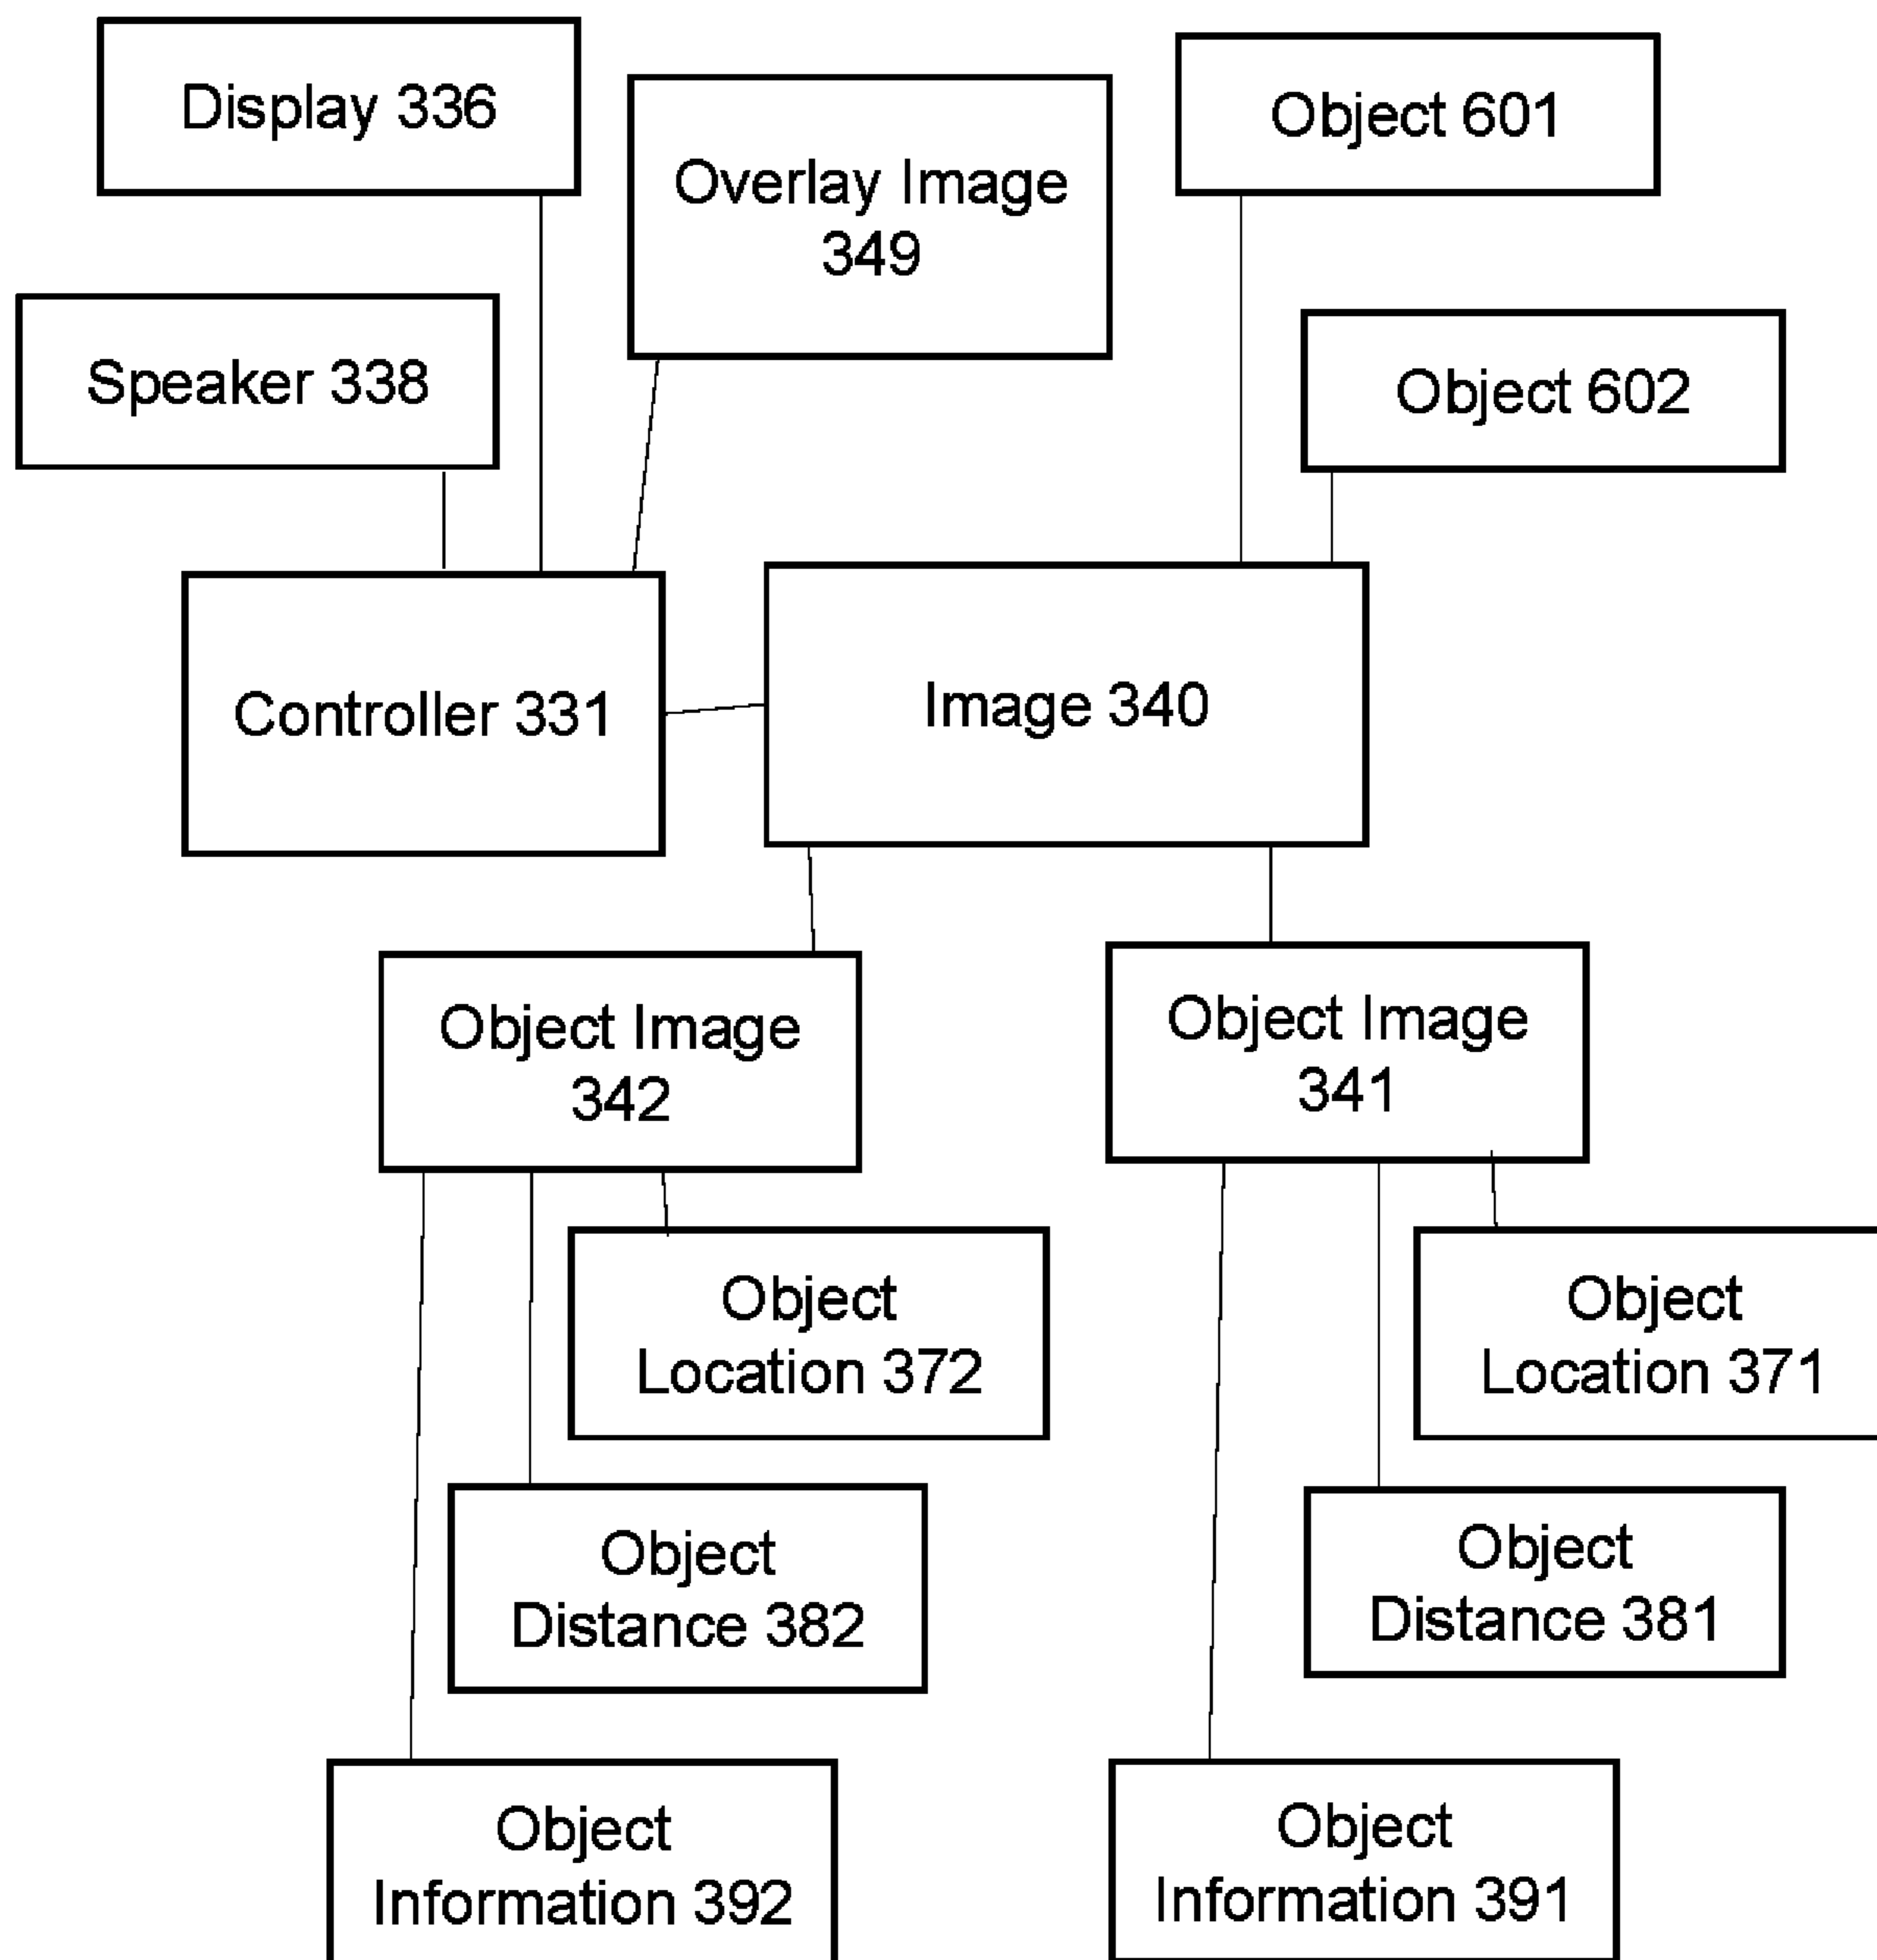 Display 336
Object 601
Overlay Image
349
Speaker 338
Object 602
Controller 331
Image 340
Object Image
342
Object Image
341
Object
Location 372
Object
Location 371
Object
Distance 382
Object
Distance 381
Object
Information 392
Object
Information 391